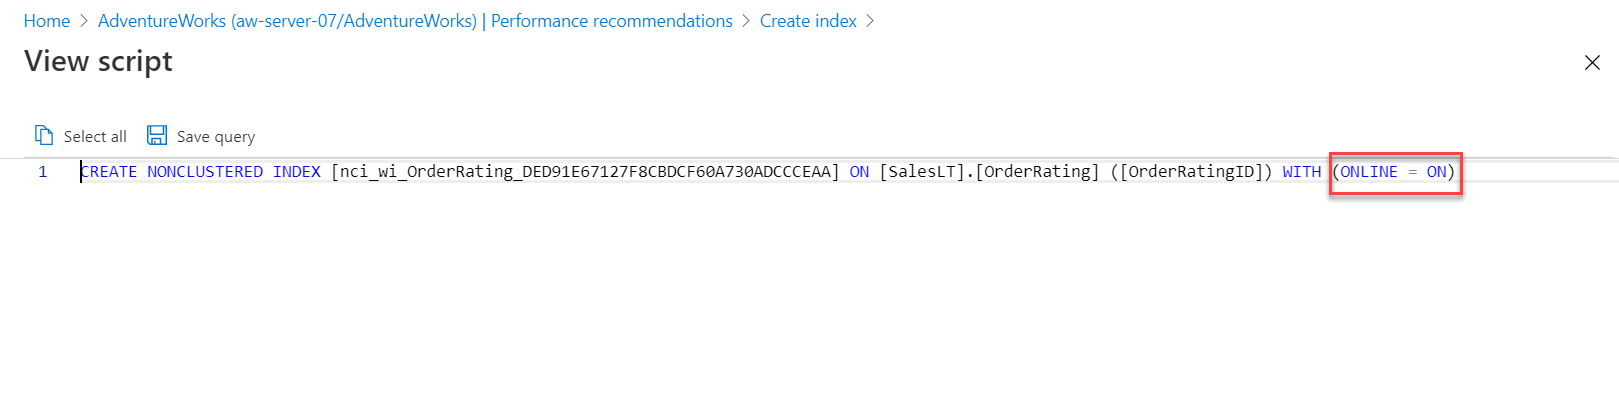 Home > AdventureWorks (aw-server-07/AdventureWorks) | Performance recommendations > Create index >
View script
Select all Save query
1 CREATE NONCLUSTERED INDEX [nci_wi_OrderRating_DED91E67127F8CBDCF60A730ADCCCEAA] ON [SalesLT].[OrderRating] ([OrderRatingID]) WITH (ONLINE = ON)